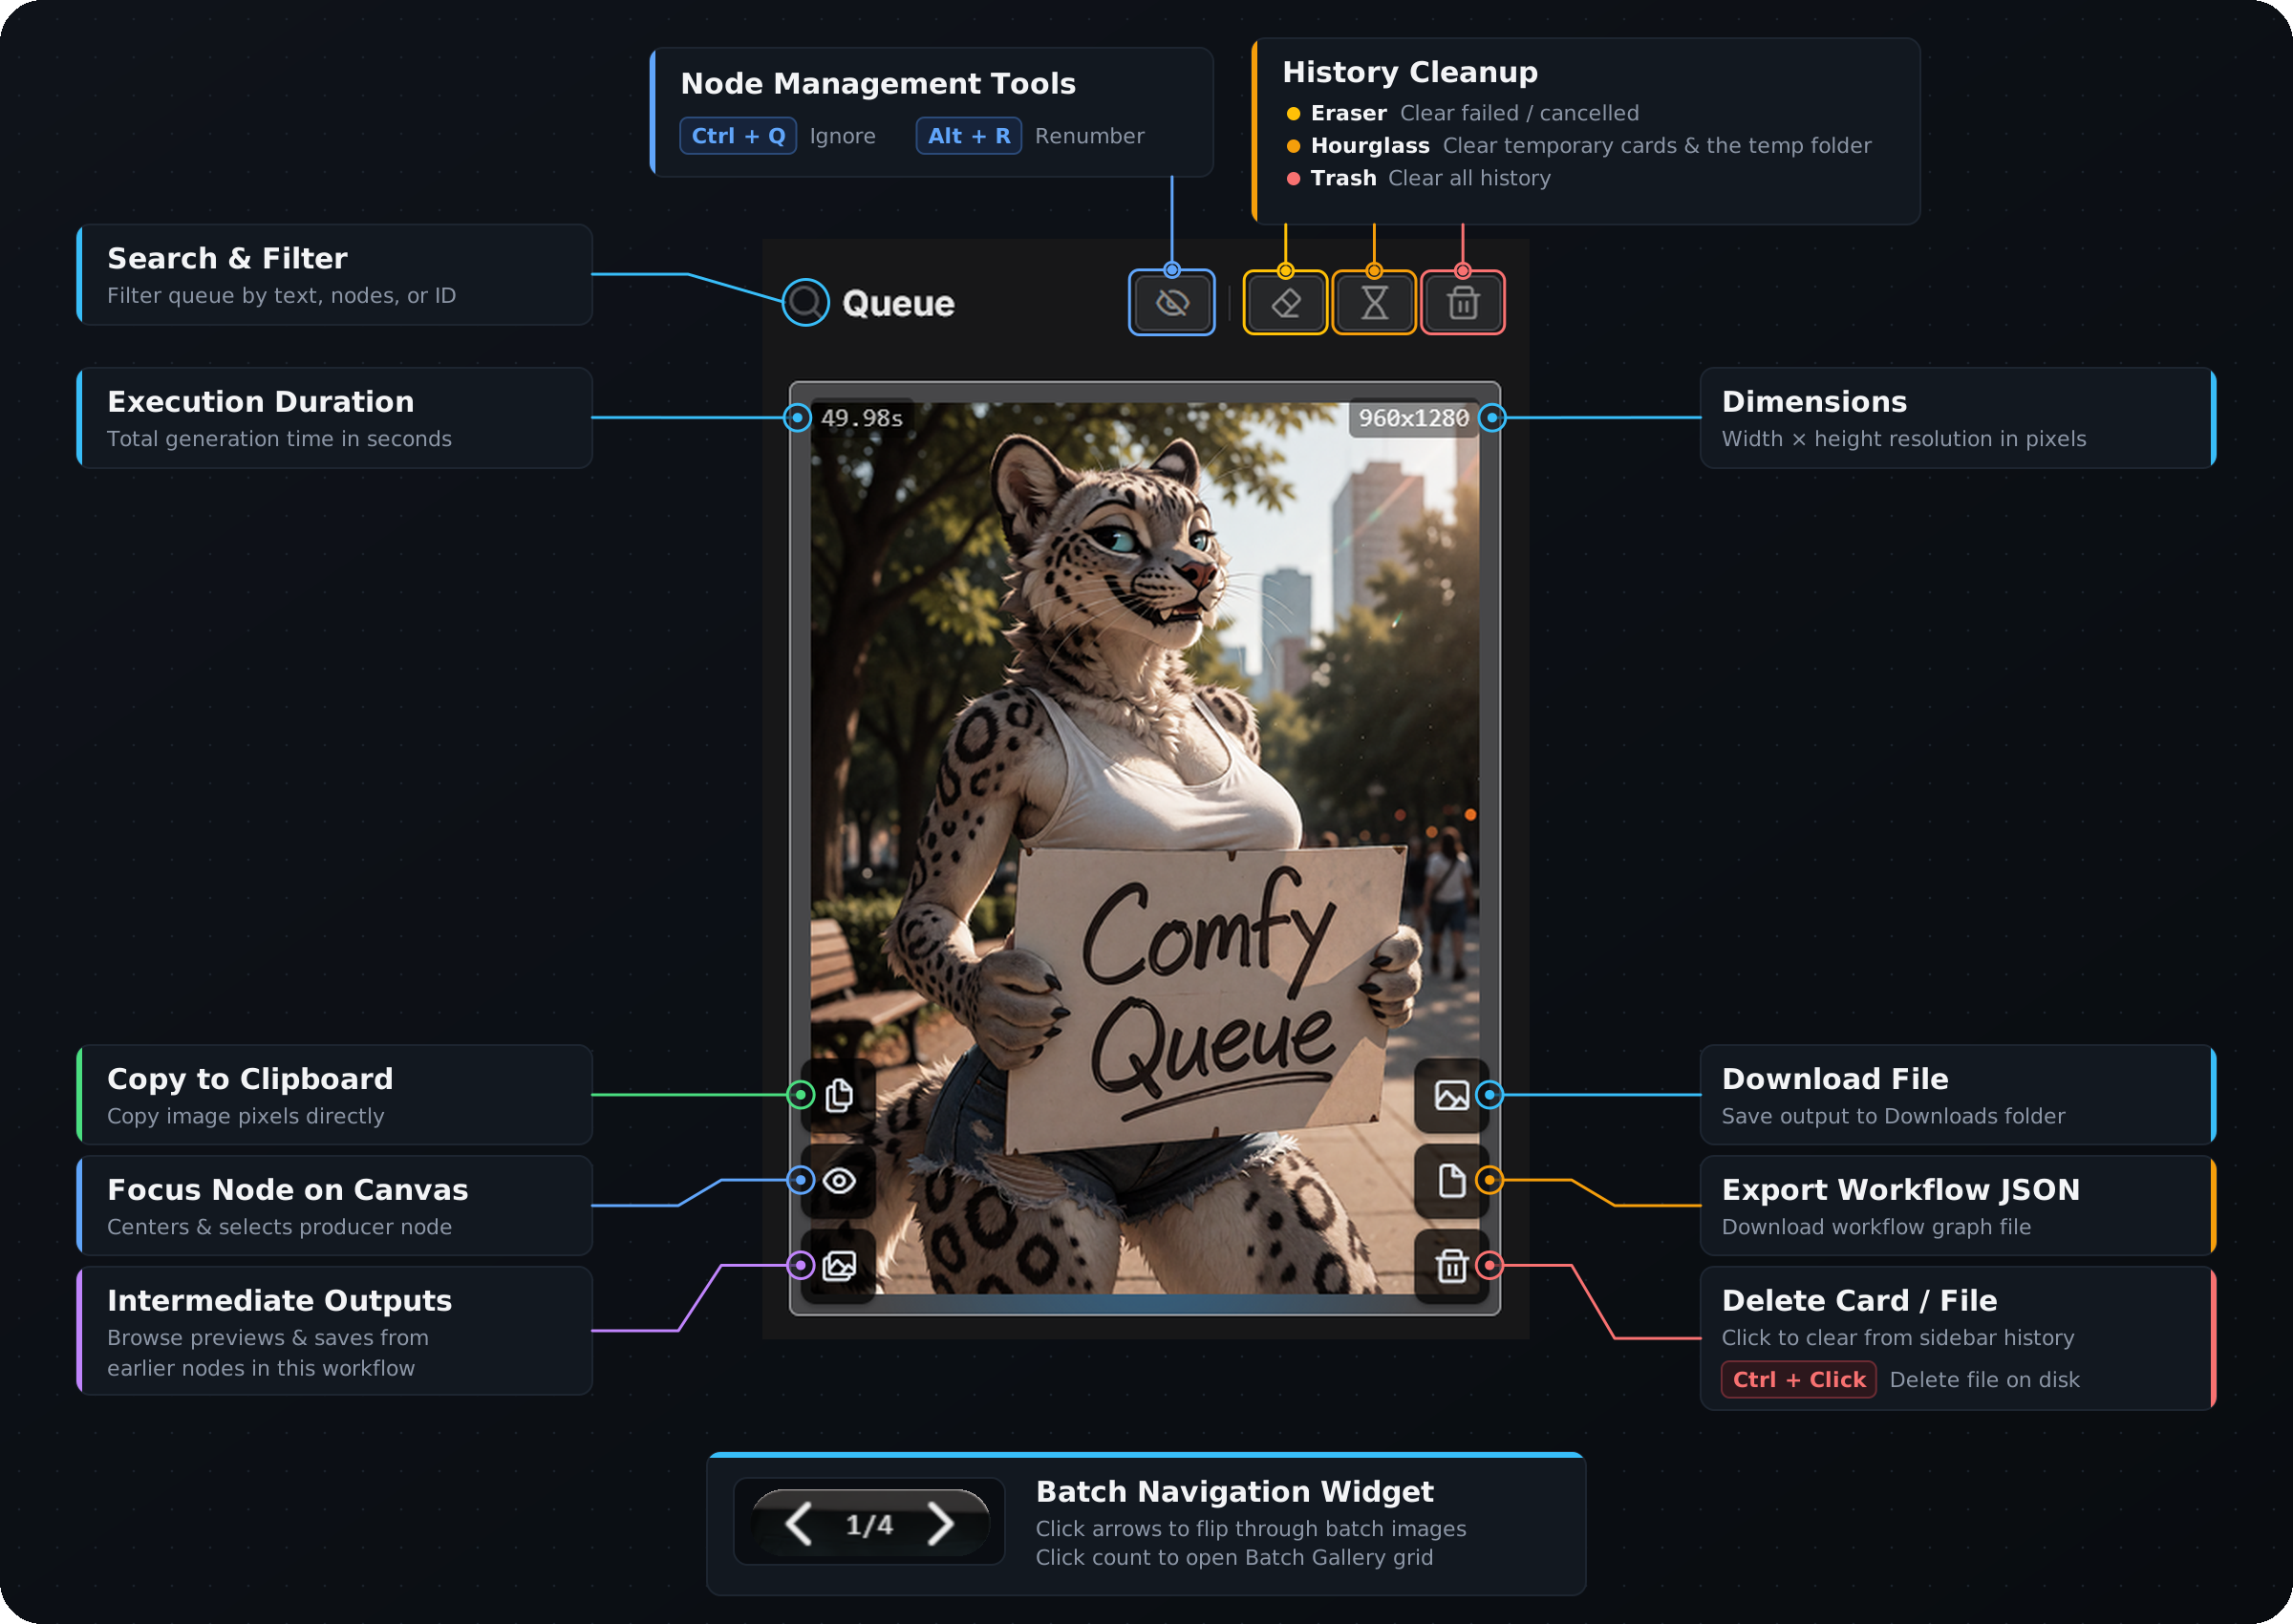 Node Management Tools
Ctrl + Q Ignore Alt + R Renumber
History Cleanup
Eraser Clear failed / cancelled
Hourglass Clear temporary cards & the temp folder
Trash Clear all history
Search & Filter
Filter queue by text, nodes, or ID
Queue
Execution Duration
Total generation time in seconds
49.98s
960x1280
Dimensions
Width × height resolution in pixels
Comfy
Queue
Copy to Clipboard
Copy image pixels directly
Focus Node on Canvas
Centers & selects producer node
Intermediate Outputs
Browse previews & saves from
earlier nodes in this workflow
Download File
Save output to Downloads folder
Export Workflow JSON
Download workflow graph file
Delete Card / File
Click to clear from sidebar history
Ctrl + Click Delete file on disk
1/4
Batch Navigation Widget
Click arrows to flip through batch images
Click count to open Batch Gallery grid